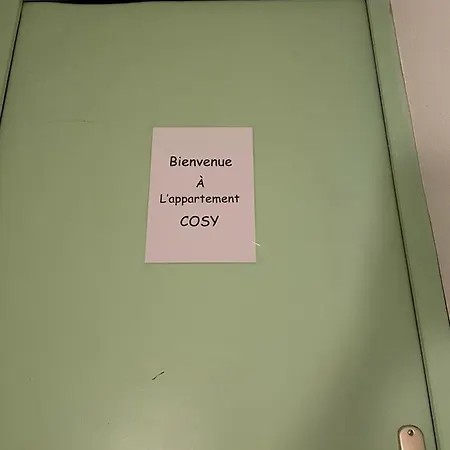 Bienvenue
À
L'appartement
COSY